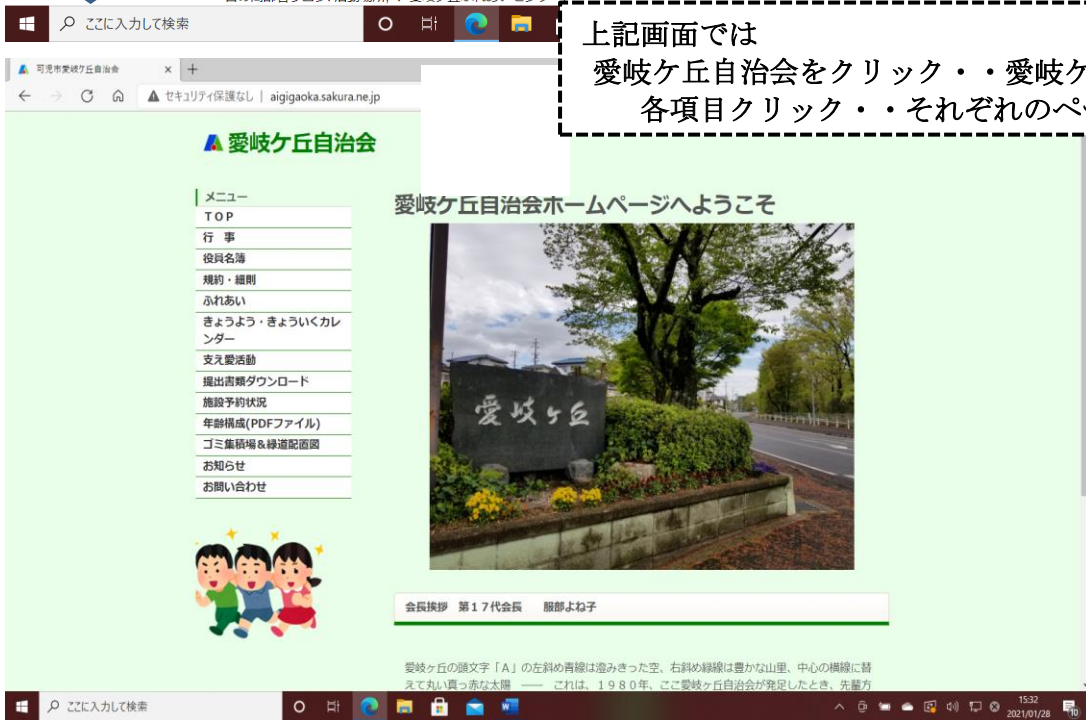 ここに入力して検索
上記画面では
愛岐ケ丘自治会をクリック・・愛岐ケ
各項目クリック・・それぞれのペ
可児市愛岐ケ丘自治会
セキュリティ保護なし | aigigaoka.sakura.ne.jp
愛岐ケ丘自治会
メニュー
ＴＯＰ
行　事
役員名簿
規約・細則
ふれあい
きょうよう・きょういくカレ
ンダー
支え愛活動
提出書類ダウンロード
施設予約状況
年齢構成(PDFファイル)
ゴミ集積場&緑道配置図
お知らせ
お問い合わせ
愛岐ケ丘自治会ホームページへようこそ
愛岐ヶ丘
会長挨拶　第１７代会長　　服部よね子
愛岐ヶ丘の頭文字「Ａ」の左斜め青線は澄みきった空、右斜め緑線は豊かな山里、中心の横線に替
えて丸い真っ赤な太陽　――　これは、１９８０年、ここ愛岐ヶ丘自治会が発足したとき、先輩方
ここに入力して検索
15:32
2021/01/28